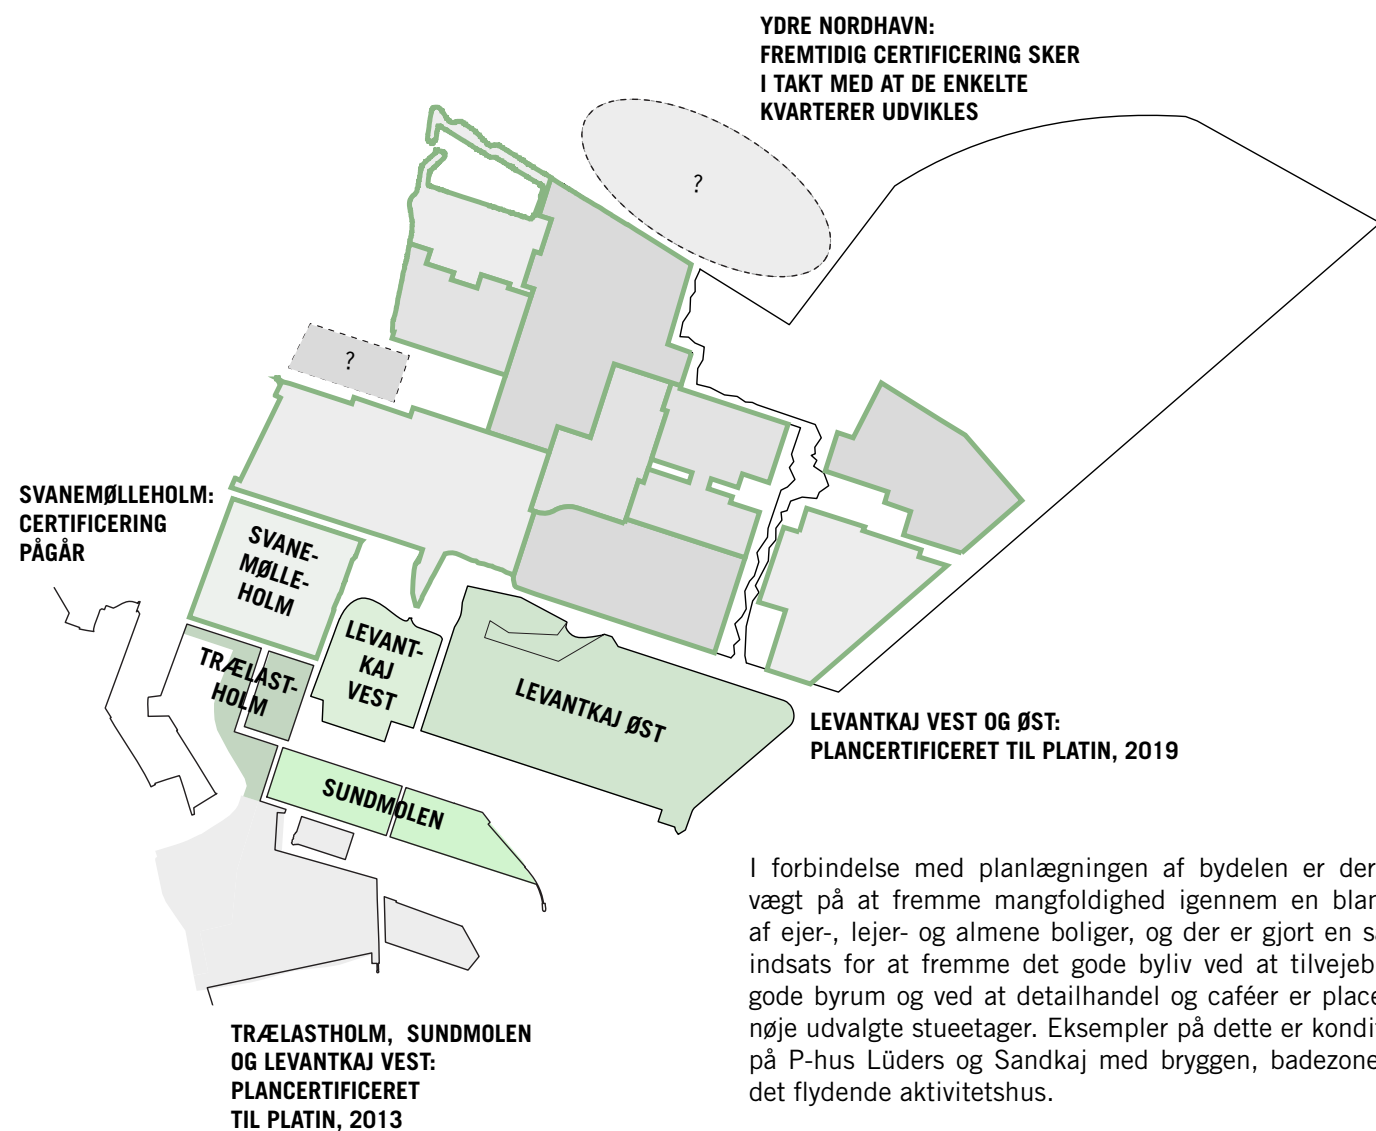 YDRE NORDHAVN:
FREMTIDIG CERTIFICERING SKER
I TAKT MED AT DE ENKELTE
KVARTERER UDVIKLES
?
?
SVANEMØLLEHOLM:
CERTIFICERING
PÅGÅR
SVANE-
MØLLE-
HOLM
LEVANT-
KAJ
VEST
TRÆLAST-
HOLM
LEVANTKAJ ØST
LEVANTKAJ VEST OG ØST:
PLANCERTIFICERET TIL PLATIN, 2019
SUNDMOLEN
I forbindelse med planlægningen af bydelen er der
vægt på at fremme mangfoldighed igennem en
af ejer-, lejer- og almene boliger, og der er gjort en
indsats for at fremme det gode byliv ved at
gode byrum og ved at detailhandel og caféer er
nøje udvalgte stueetager. Eksempler på dette er
på P-hus Lüders og Sandkaj med bryggen,
det flydende aktivitetshus.
TRÆLASTHOLM, SUNDMOLEN
OG LEVANTKAJ VEST:
PLANCERTIFICERET
TIL PLATIN, 2013